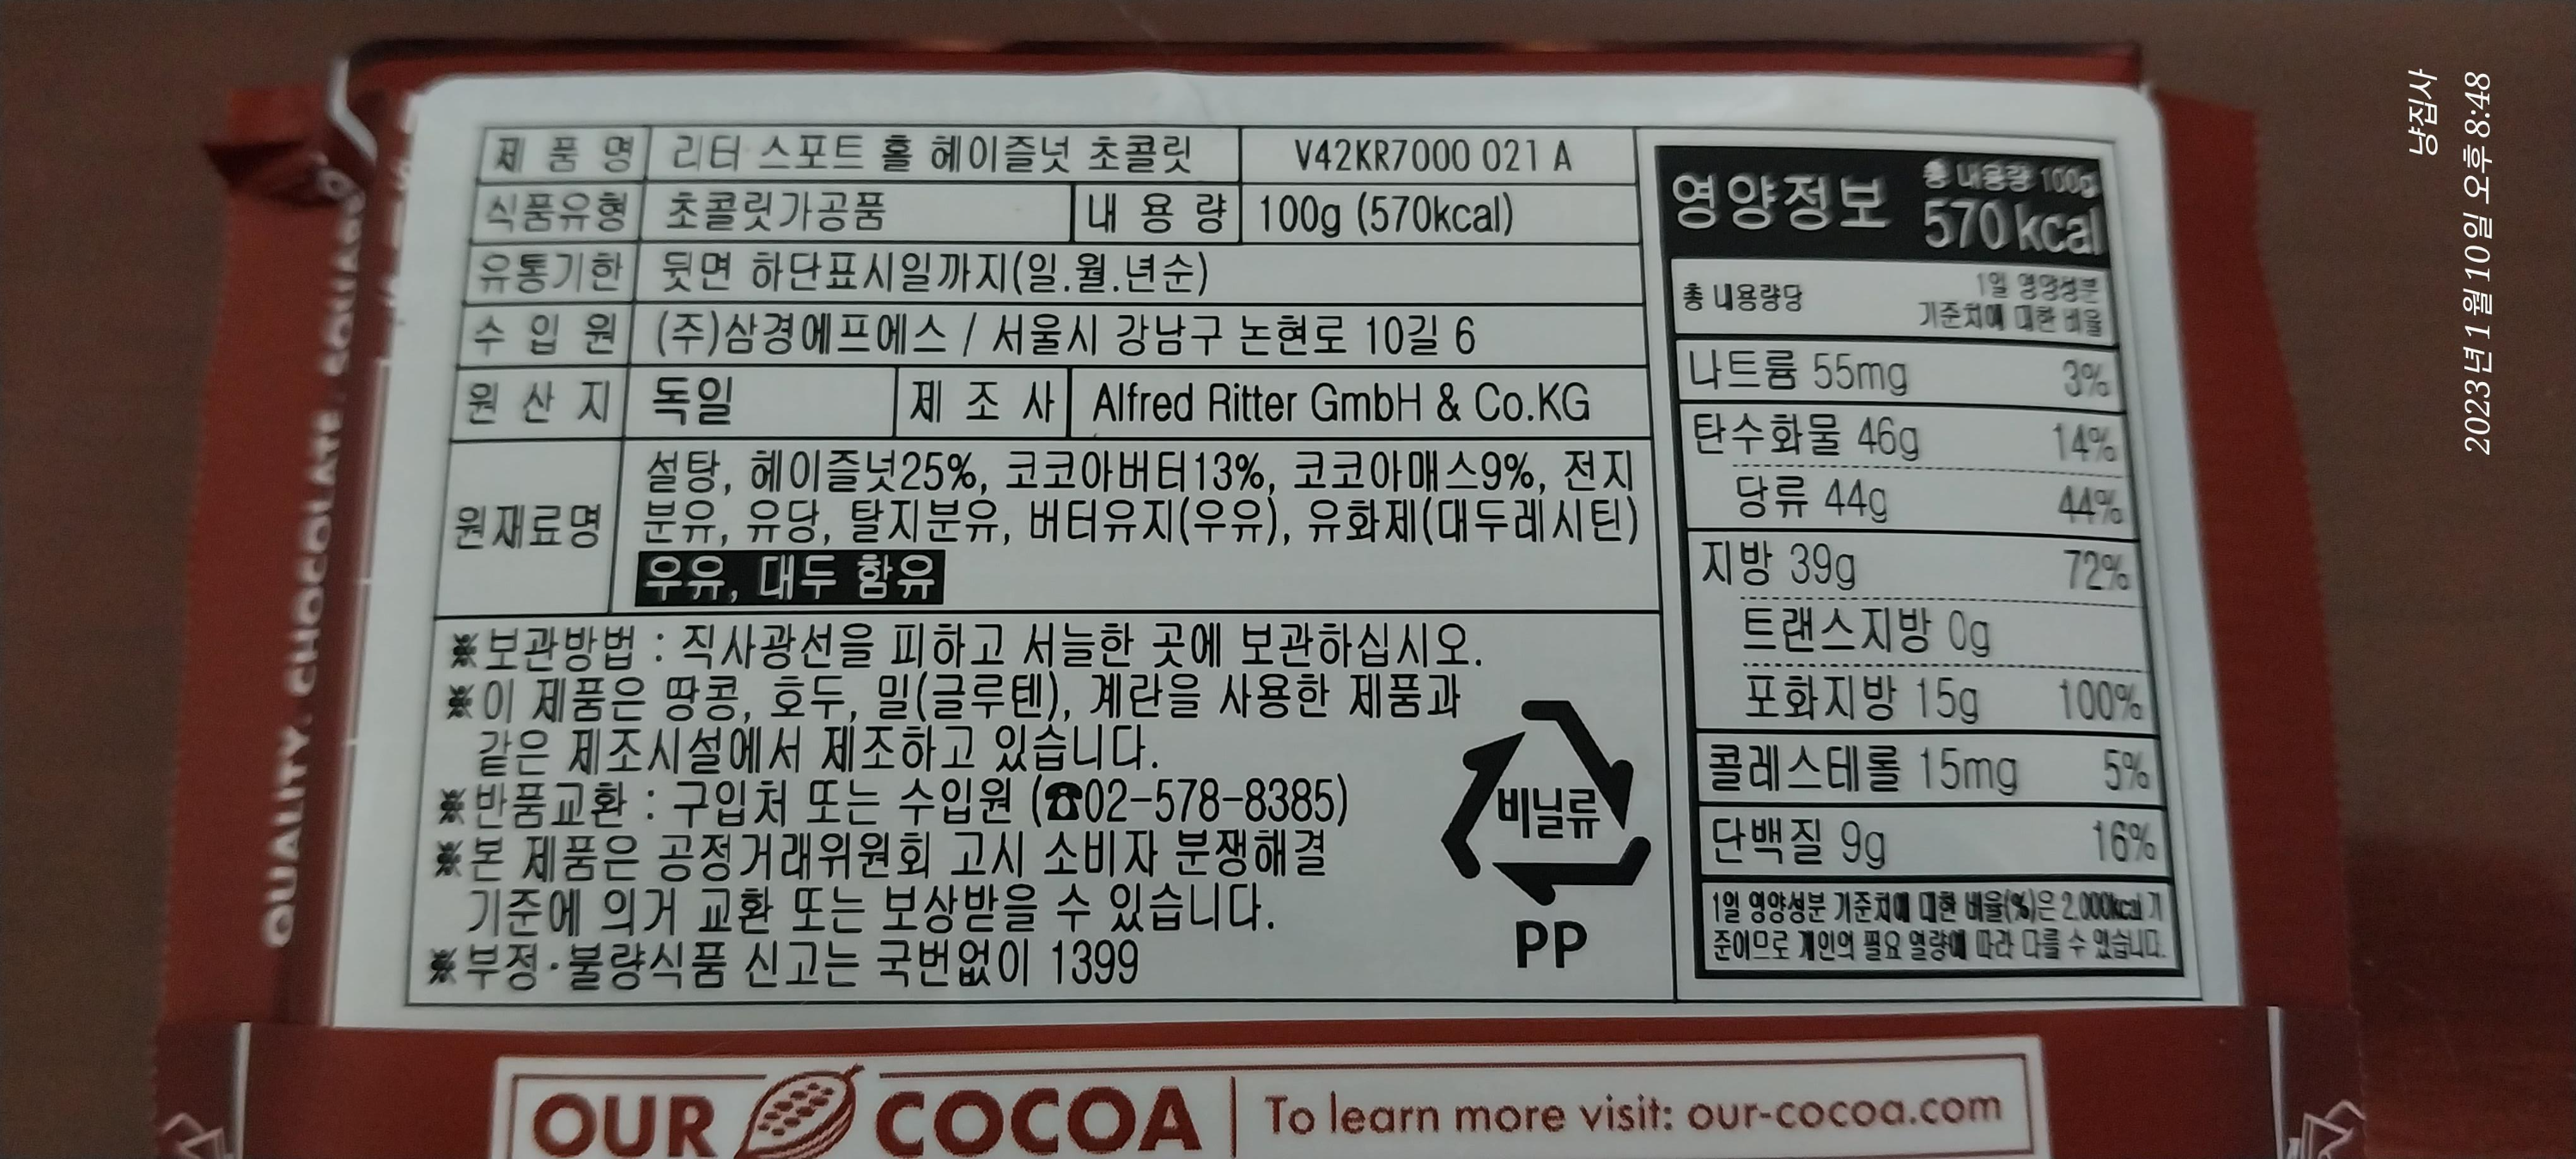 제 품 명 리터 스포트 홀 헤이즐넛 초콜릿 V42KR7000 021 A
식품유형 초콜릿가공품 내 용 량 100g (570kcal)
유통기한 뒷면 하단표시일까지(일.월.년순)
수 입 원 (주)삼경에프에스 / 서울시 강남구 논현로 10길 6
원 산 지 독일 제 조 사 Alfred Ritter GmbH & Co.KG
원재료명 설탕, 헤이즐넛25%, 코코아버터13%, 코코아매스9%, 전지
분유, 유당, 탈지분유, 버터유지(우유), 유화제(대두레시틴)
우유, 대두 함유
※보관방법 : 직사광선을 피하고 서늘한 곳에 보관하십시오.
※이 제품은 땅콩, 호두, 밀(글루텐), 계란을 사용한 제품과
같은 제조시설에서 제조하고 있습니다.
※반품교환 : 구입처 또는 수입원 (☎02-578-8385)
※본 제품은 공정거래위원회 고시 소비자 분쟁해결
기준에 의거 교환 또는 보상받을 수 있습니다.
※부정·불량식품 신고는 국번없이 1399
비닐류
PP
영양정보 총 내용량 100g
570 kcal
총 내용량당 1일 영양성분
기준치에 대한 비율
나트륨 55mg 3%
탄수화물 46g 14%
당류 44g 44%
지방 39g 72%
트랜스지방 0g
포화지방 15g 100%
콜레스테롤 15mg 5%
단백질 9g 16%
1일 영양성분 기준치에 대한 비율(%)은 2,000kcal 기
준이므로 개인의 필요 열량에 따라 다를 수 있습니다.
QUALITY. CHOCOLATE. SQUARED
OUR COCOA To learn more visit: our-cocoa.com
냥집사
2023년 1월 10일 오후 8:48